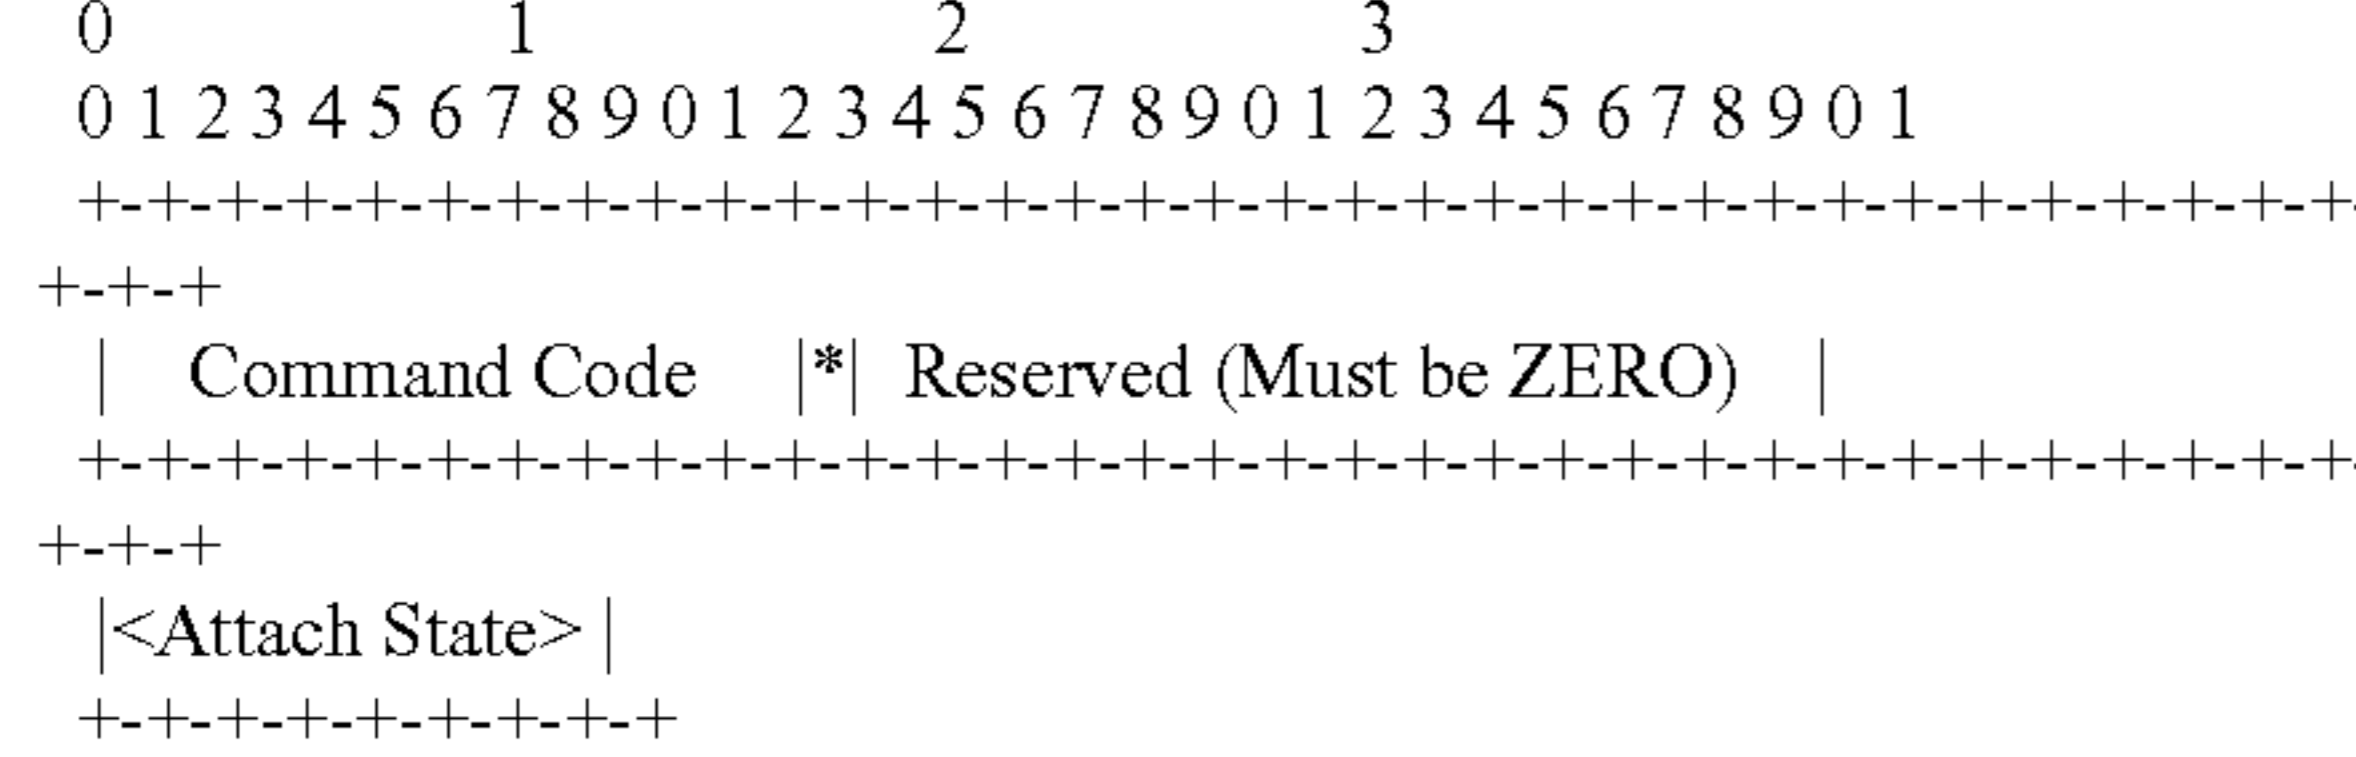 0 1 2 3
0 1 2 3 4 5 6 7 8 9 0 1 2 3 4 5 6 7 8 9 0 1 2 3 4 5 6 7 8 9 0 1
+-+-+-+-+-+-+-+-+-+-+-+-+-+-+-+-+-+-+-+-+-+-+-+-+-+-+-+-+-+-+-+-+-
+-+-+
| Command Code |*| Reserved (Must be ZERO) |
+-+-+-+-+-+-+-+-+-+-+-+-+-+-+-+-+-+-+-+-+-+-+-+-+-+-+-+-+-+-+-+-+-
+-+-+
|<Attach State> |
+-+-+-+-+-+-+-+-+